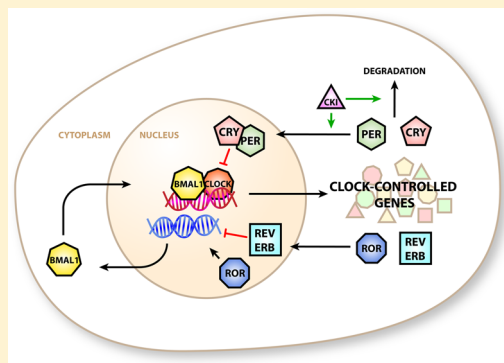 DEGRADATION
CKI
CRY
PER
PER
CRY
CYTOPLASM
NUCLEUS
BMAL1
CLOCK
CLOCK-CONTROLLED
GENES
REV
ERB
ROR
REV
ERB
BMAL1
ROR